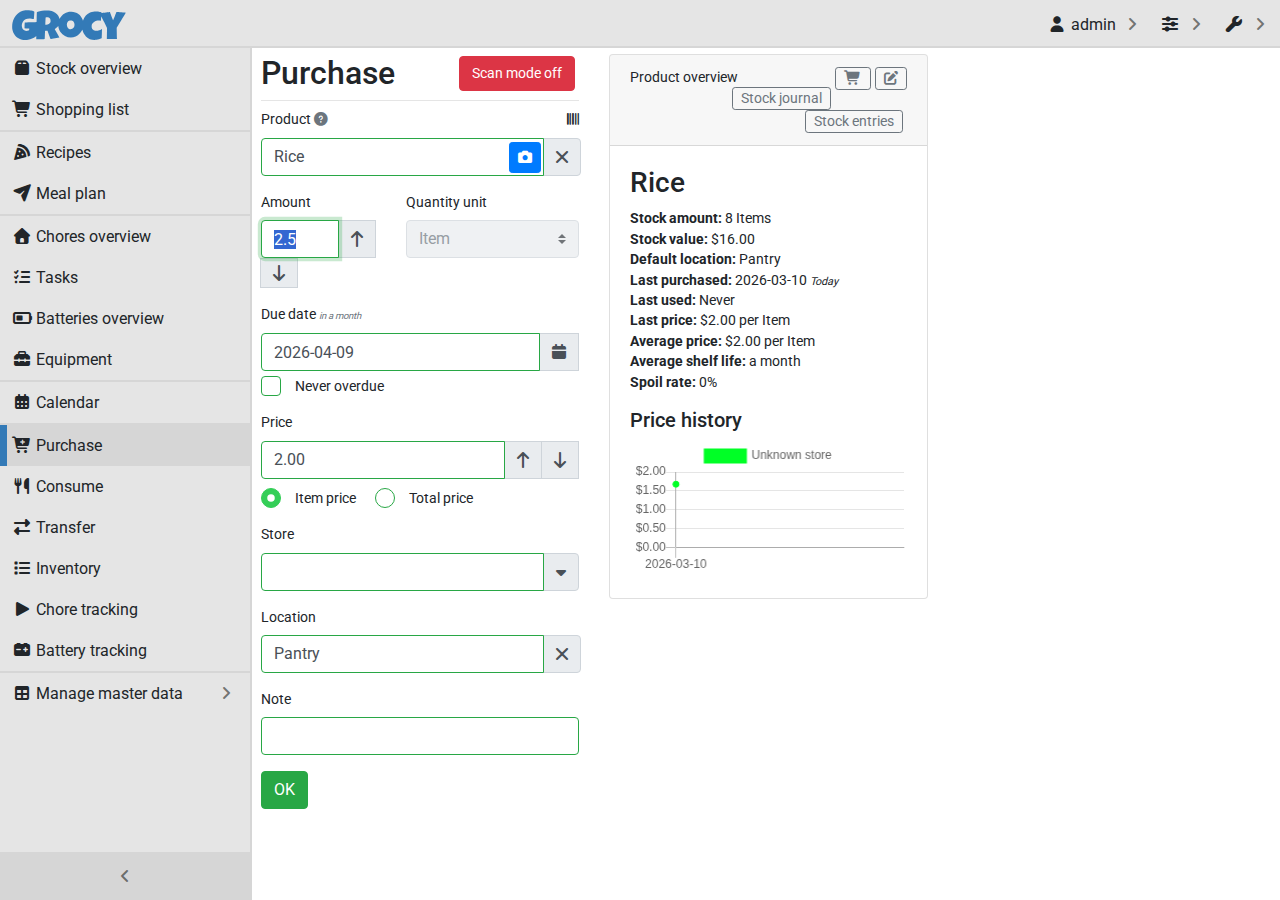 GROCY
admin
Stock overview
Shopping list
Recipes
Meal plan
Chores overview
Tasks
Batteries overview
Equipment
Calendar
Purchase
Consume
Transfer
Inventory
Chore tracking
Battery tracking
Manage master data
Purchase
Scan mode off
Product
Rice
Amount
Quantity unit
2.5
Item
Due date in a month
2026-04-09
Never overdue
Price
2.00
Item price
Total price
Store
Location
Pantry
Note
OK
Product overview
Stock journal
Stock entries
Rice
Stock amount: 8 Items
Stock value: $16.00
Default location: Pantry
Last purchased: 2026-03-10 Today
Last used: Never
Last price: $2.00 per Item
Average price: $2.00 per Item
Average shelf life: a month
Spoil rate: 0%
Price history
Unknown store
$2.00
$1.50
$1.00
$0.50
$0.00
2026-03-10